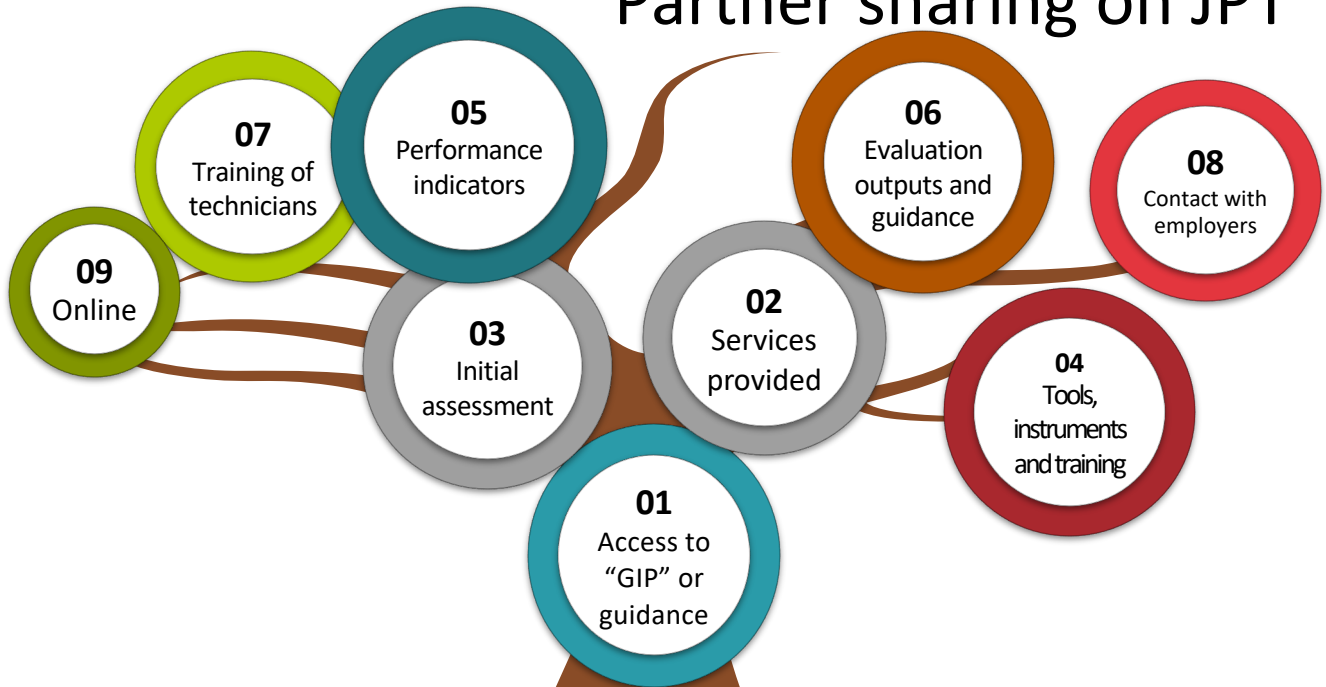 Partner sharing on JPT
07
Training of
technicians
05
Performance
indicators
06
Evaluation
outputs and
guidance
08
Contact with
employers
09
Online
03
Initial
assessment
02
Services
provided
04
Tools,
instruments
and training
01
Access to
“GIP” or
guidance